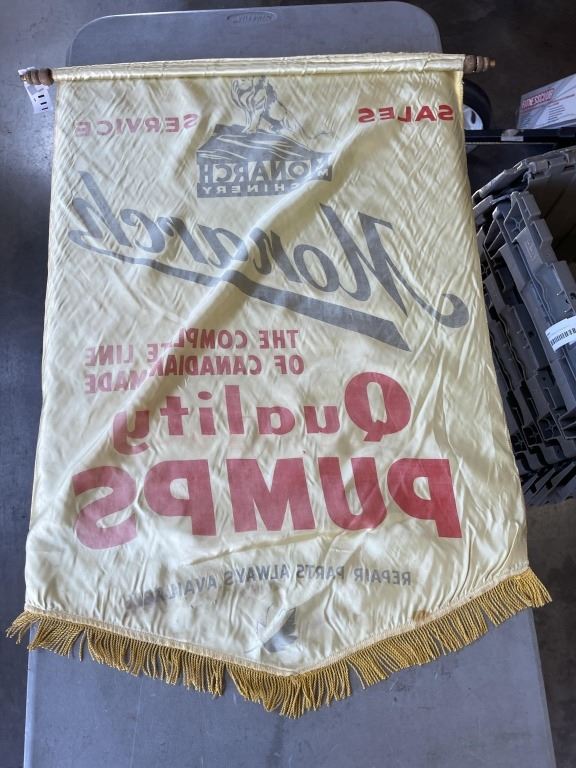 SALES SERVICE
MONARCH
Monarch
THE COMPLETE LINE
OF CANADIAN MADE
Quality
PUMPS
REPAIR PARTS ALWAYS AVAILABLE